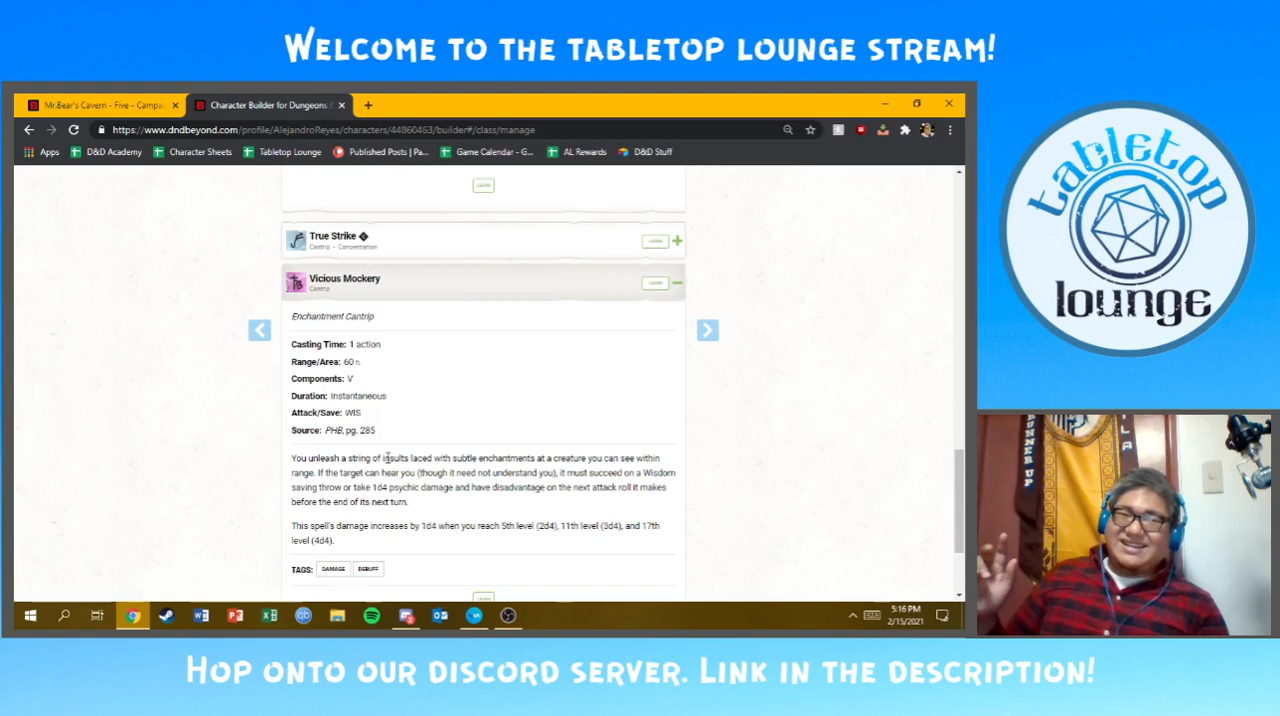 WELCOME TO THE TABLETOP LOUNGE STREAM!
Mr.Bear's Cavern - Five - Campa
Character Builder for Dungeons &
https://www.dndbeyond.com/profile/AlejandroReyes/characters/44860463/builder#/class/manage
Apps D&D Academy Character Sheets Tabletop Lounge Published Posts | Pa... Game Calendar - G... AL Rewards D&D Stuff
LEARN
True Strike
Cantrip - Concentration
LEARN
Vicious Mockery
Cantrip
LEARN
Enchantment Cantrip
Casting Time: 1 action
Range/Area: 60 ft.
Components: V
Duration: Instantaneous
Attack/Save: WIS
Source: PHB, pg. 285
You unleash a string of insults laced with subtle enchantments at a creature you can see within
range. If the target can hear you (though it need not understand you), it must succeed on a Wisdom
saving throw or take 1d4 psychic damage and have disadvantage on the next attack roll it makes
before the end of its next turn.
This spell's damage increases by 1d4 when you reach 5th level (2d4), 11th level (3d4), and 17th
level (4d4).
TAGS: DAMAGE DEBUFF
LEARN
5:16 PM
2/15/2021
tabletop
lounge
RUNNER UP
ILA
HOP ONTO OUR DISCORD SERVER. LINK IN THE DESCRIPTION!